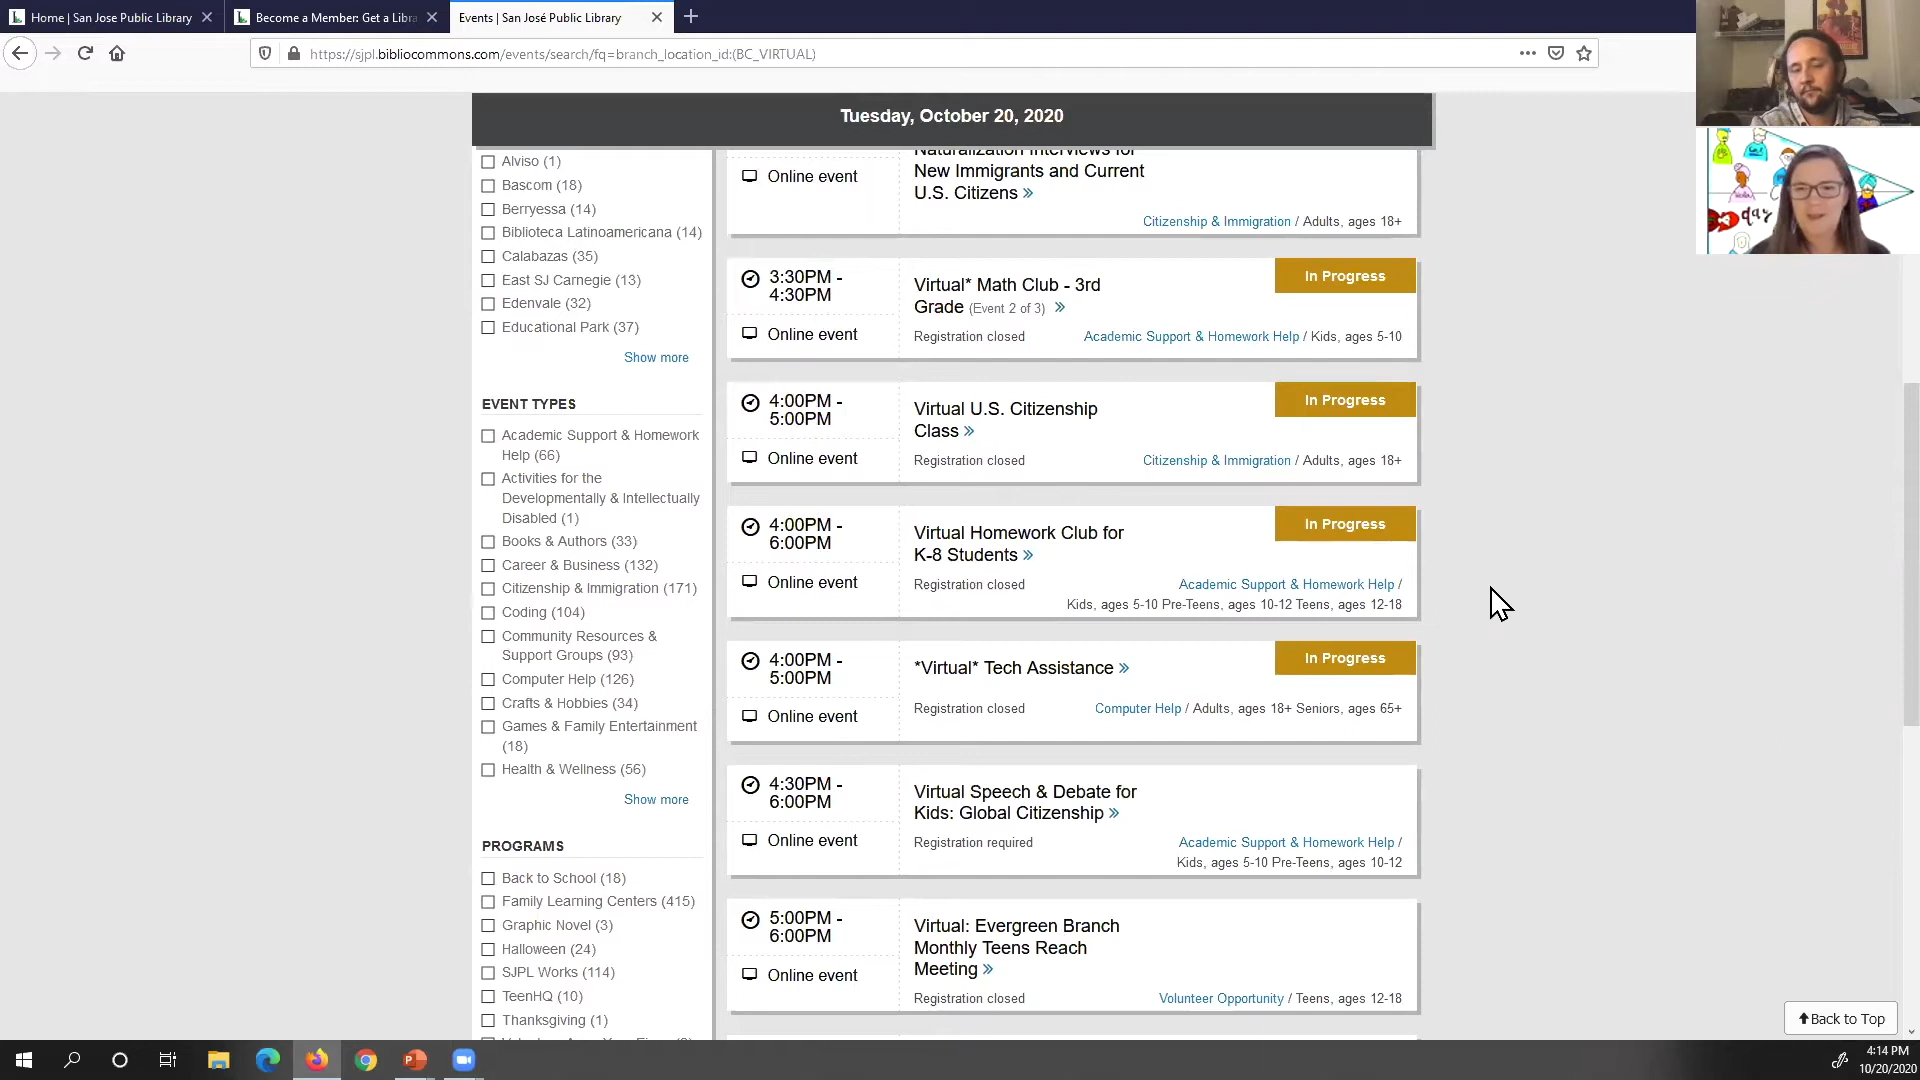 Home | San Jose Public Library
Become a Member: Get a Libra
Events | San José Public Library
https://sjpl.bibliocommons.com/events/search/fq=branch_location_id:(BC_VIRTUAL)
Tuesday, October 20, 2020
Alviso (1)
Bascom (18)
Berryessa (14)
Biblioteca Latinoamericana (14)
Calabazas (35)
East SJ Carnegie (13)
Edenvale (32)
Educational Park (37)
Show more
EVENT TYPES
Academic Support & Homework
Help (66)
Activities for the
Developmentally & Intellectually
Disabled (1)
Books & Authors (33)
Career & Business (132)
Citizenship & Immigration (171)
Coding (104)
Community Resources &
Support Groups (93)
Computer Help (126)
Crafts & Hobbies (34)
Games & Family Entertainment
(18)
Health & Wellness (56)
Show more
PROGRAMS
Back to School (18)
Family Learning Centers (415)
Graphic Novel (3)
Halloween (24)
SJPL Works (114)
TeenHQ (10)
Thanksgiving (1)
Naturalization Interviews for
New Immigrants and Current
U.S. Citizens »
Online event
Citizenship & Immigration / Adults, ages 18+
3:30PM -
4:30PM
Online event
Virtual* Math Club - 3rd
Grade (Event 2 of 3) »
In Progress
Registration closed
Academic Support & Homework Help / Kids, ages 5-10
4:00PM -
5:00PM
Online event
Virtual U.S. Citizenship
Class »
In Progress
Registration closed
Citizenship & Immigration / Adults, ages 18+
4:00PM -
6:00PM
Online event
Virtual Homework Club for
K-8 Students »
In Progress
Registration closed
Academic Support & Homework Help /
Kids, ages 5-10 Pre-Teens, ages 10-12 Teens, ages 12-18
4:00PM -
5:00PM
Online event
*Virtual* Tech Assistance »
In Progress
Registration closed
Computer Help / Adults, ages 18+ Seniors, ages 65+
4:30PM -
6:00PM
Online event
Virtual Speech & Debate for
Kids: Global Citizenship »
Registration required
Academic Support & Homework Help /
Kids, ages 5-10 Pre-Teens, ages 10-12
5:00PM -
6:00PM
Online event
Virtual: Evergreen Branch
Monthly Teens Reach
Meeting »
Registration closed
Volunteer Opportunity / Teens, ages 12-18
Back to Top
day
4:14 PM
10/20/2020